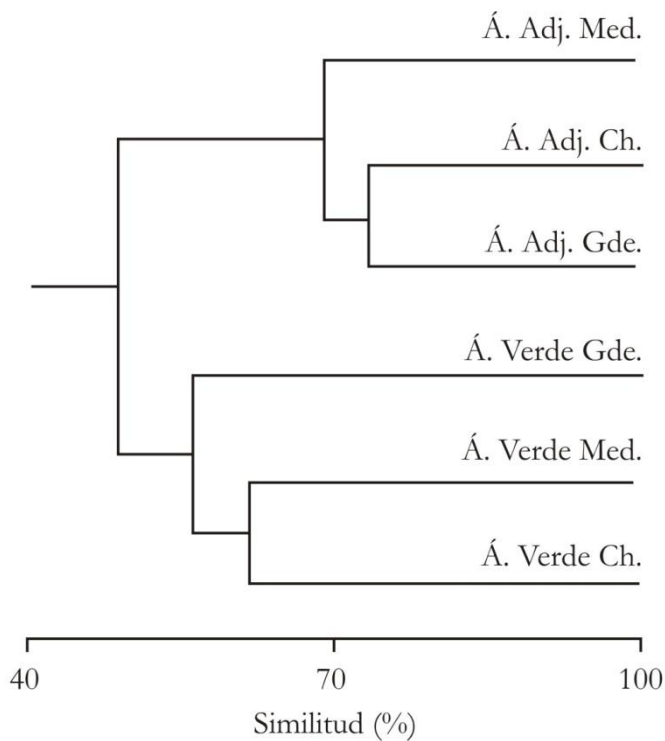 Á. Adj. Med.
Á. Adj. Ch.
Á. Adj. Gde.
Á. Verde Gde.
Á. Verde Med.
Á. Verde Ch.
40 70 100
Similitud (%)